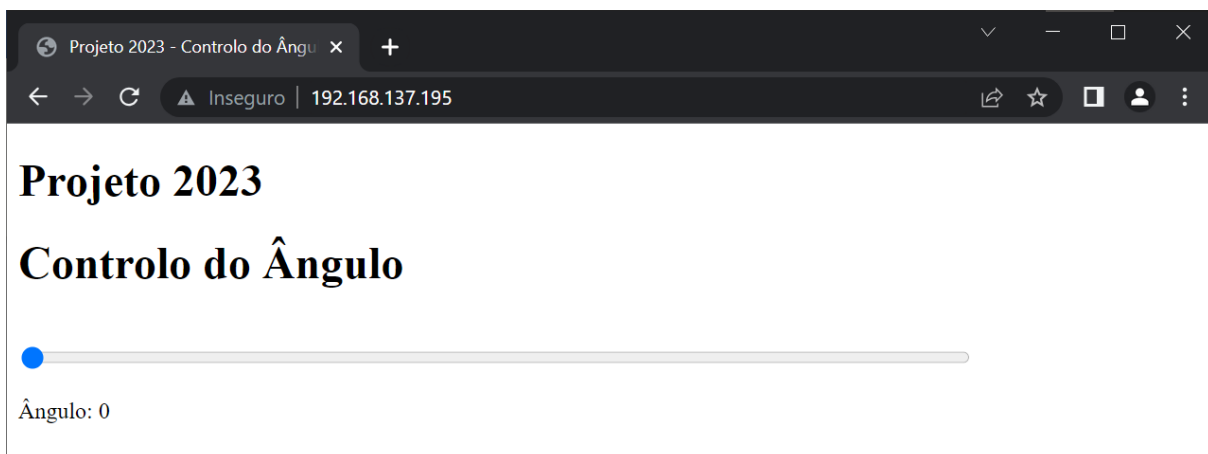 Projeto 2023 - Controlo do Ângu
Inseguro | 192.168.137.195
Projeto 2023
Controlo do Ângulo
Ângulo: 0